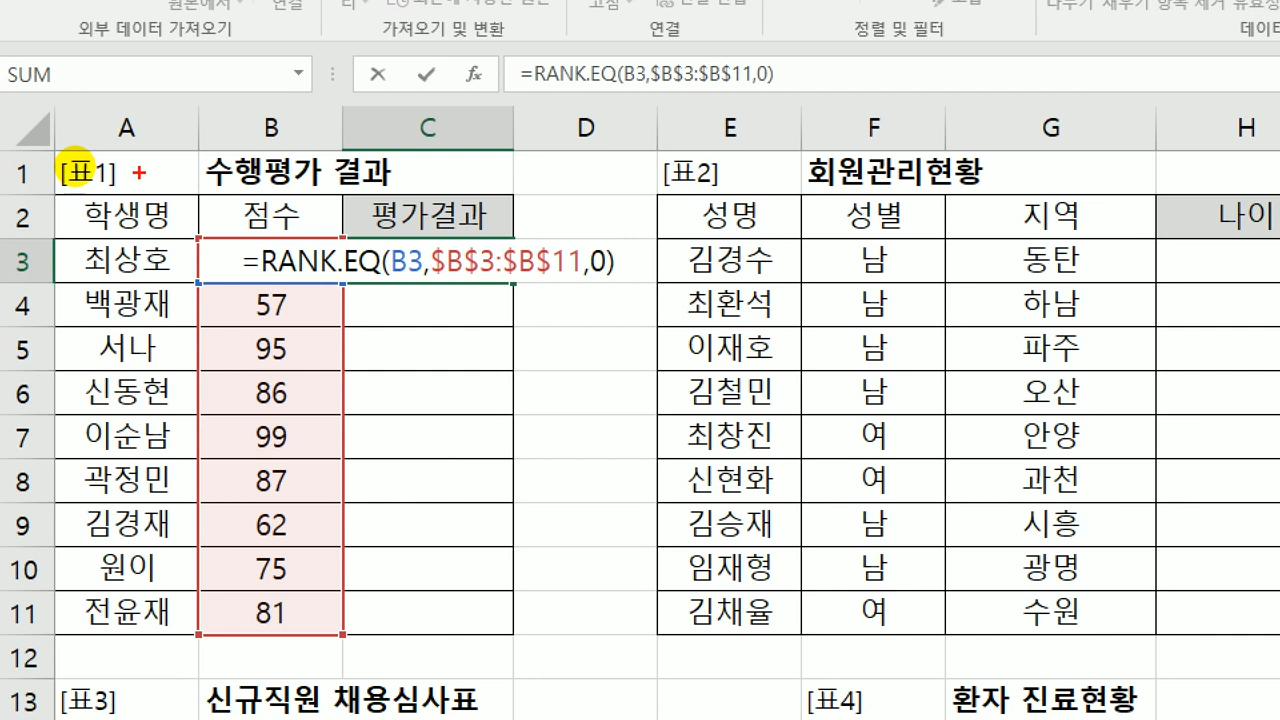 외부 데이터 가져오기 가져오기 및 변환 연결 정렬 및 필터
SUM =RANK.EQ(B3,$B$3:$B$11,0)
A B C D E F G H
1 [표1] + 수행평가 결과 [표2] 회원관리현황
2 학생명 점수 평가결과 성명 성별 지역 나이
3 최상호 =RANK.EQ(B3,$B$3:$B$11,0) 김경수 남 동탄
4 백광재 57 최환석 남 하남
5 서나 95 이재호 남 파주
6 신동현 86 김철민 남 오산
7 이순남 99 최창진 여 안양
8 곽정민 87 신현화 여 과천
9 김경재 62 김승재 남 시흥
10 원이 75 임재형 남 광명
11 전윤재 81 김채율 여 수원
12
13 [표3] 신규직원 채용심사표 [표4] 환자 진료현황